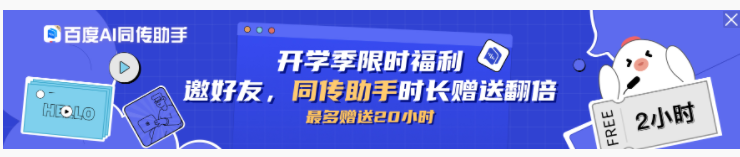 百度AI同传助手
开学季限时福利
邀好友，同传助手时长赠送翻倍
最多赠送20小时
HELLO
FREE
2小时